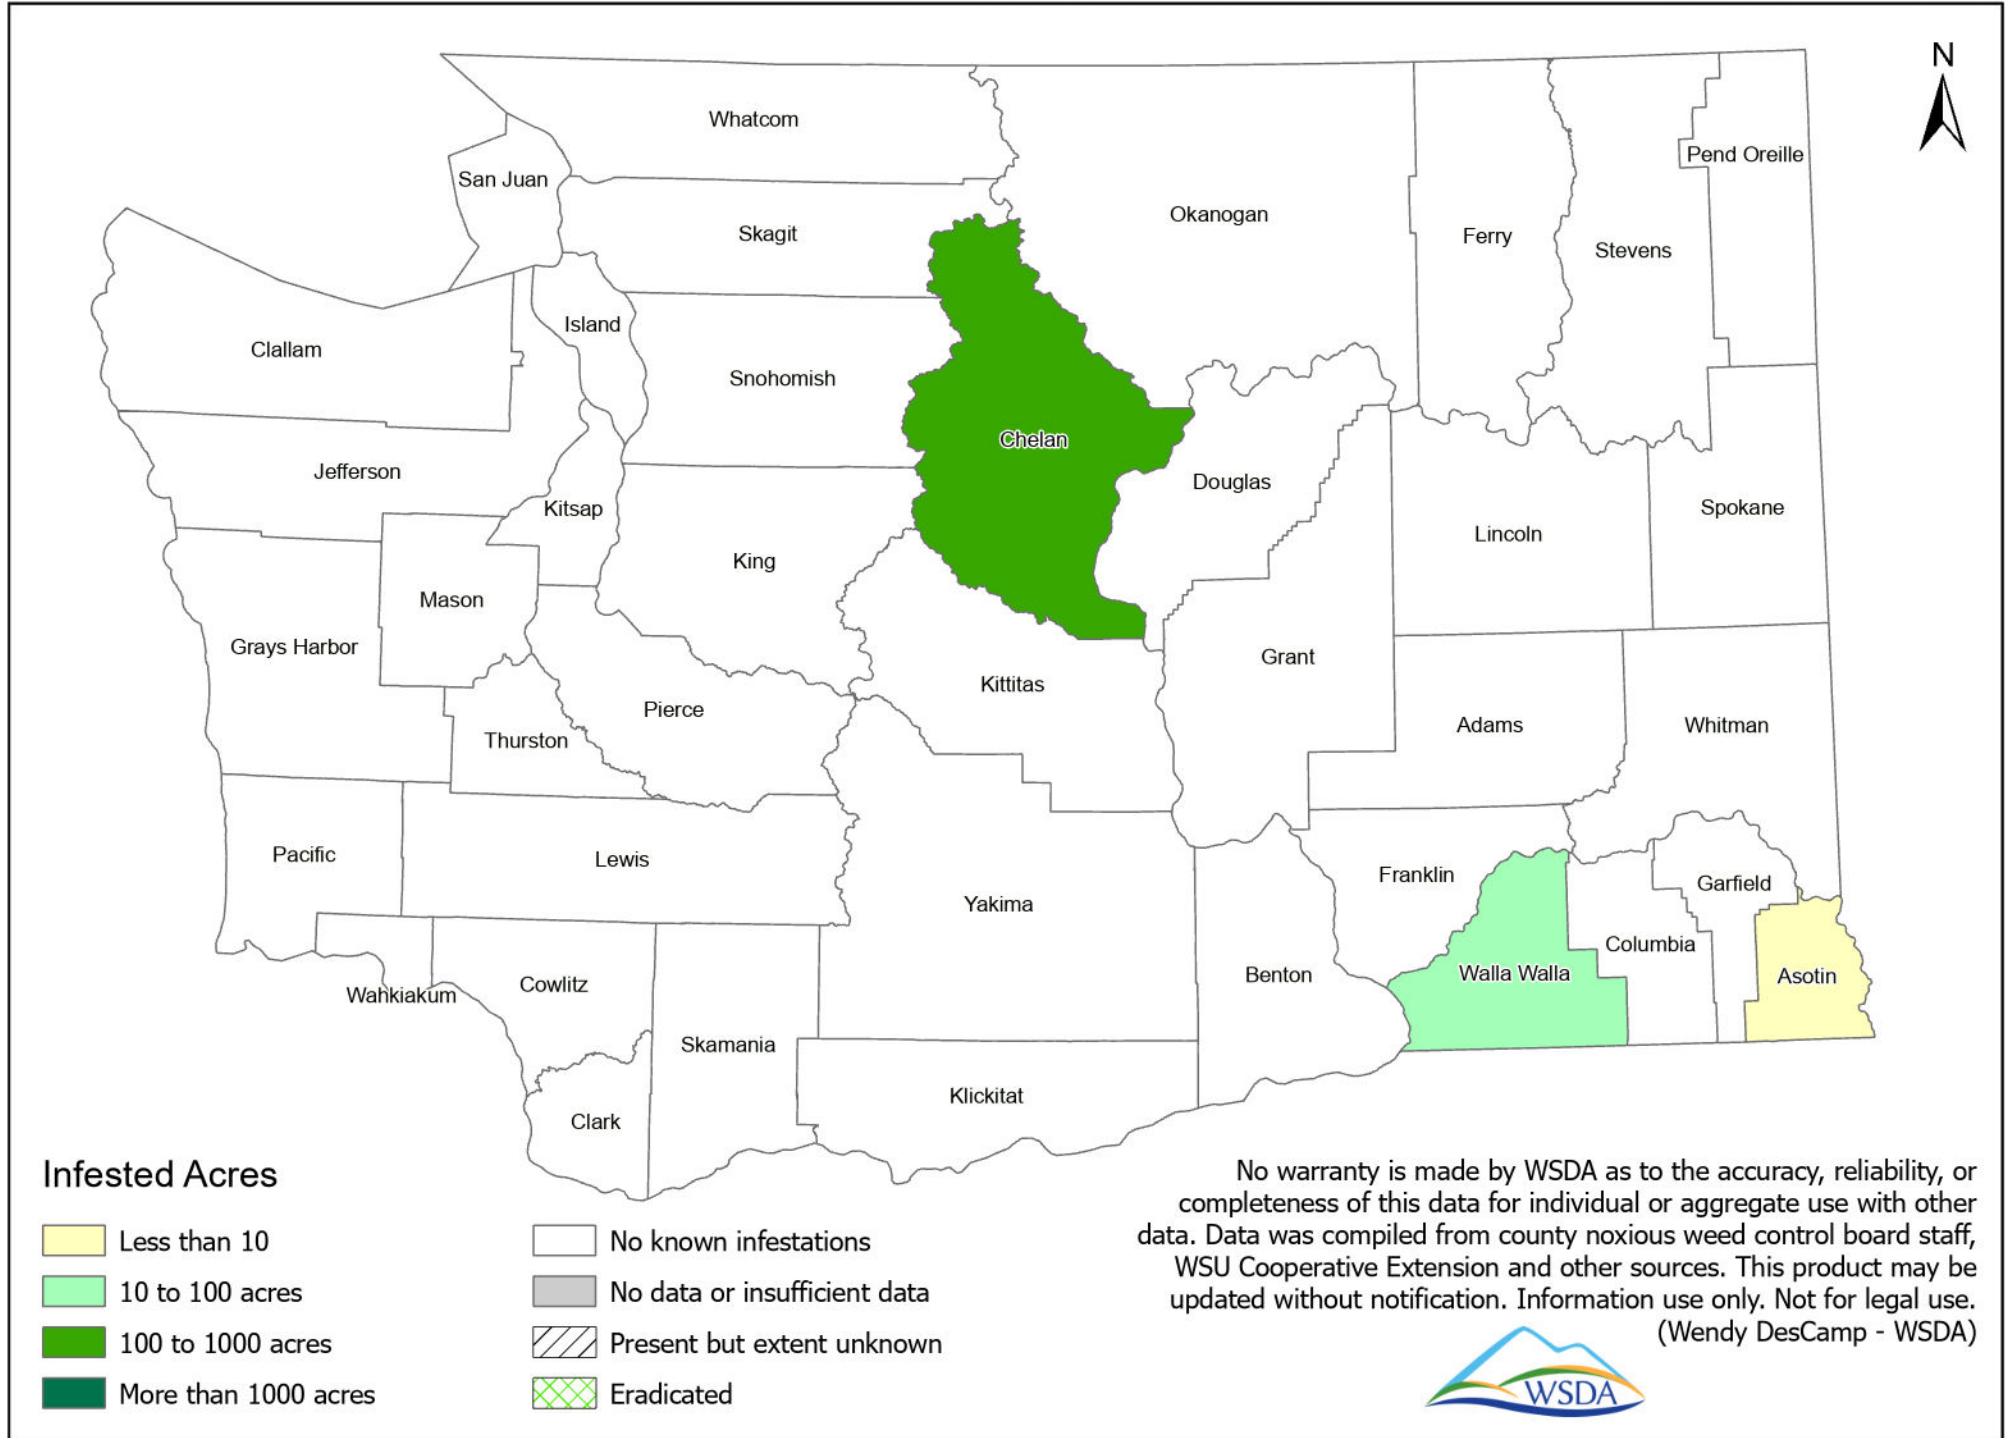 N
Whatcom
Pend Oreille
San Juan
Okanogan
Skagit
Ferry
Stevens
Island
Clallam
Snohomish
Chelan
Jefferson
Douglas
Kitsap
Spokane
Lincoln
King
Mason
Grays Harbor
Grant
Kittitas
Pierce
Adams
Whitman
Thurston
Pacific
Lewis
Franklin
Garfield
Yakima
Columbia
Walla Walla
Benton
Asotin
Cowlitz
Wahkiakum
Skamania
Klickitat
Clark
Infested Acres
Less than 10
10 to 100 acres
100 to 1000 acres
More than 1000 acres
No known infestations
No data or insufficient data
Present but extent unknown
Eradicated
No warranty is made by WSDA as to the accuracy, reliability, or
completeness of this data for individual or aggregate use with other
data. Data was compiled from county noxious weed control board staff,
WSU Cooperative Extension and other sources. This product may be
updated without notification. Information use only. Not for legal use.
(Wendy DesCamp - WSDA)
WSDA